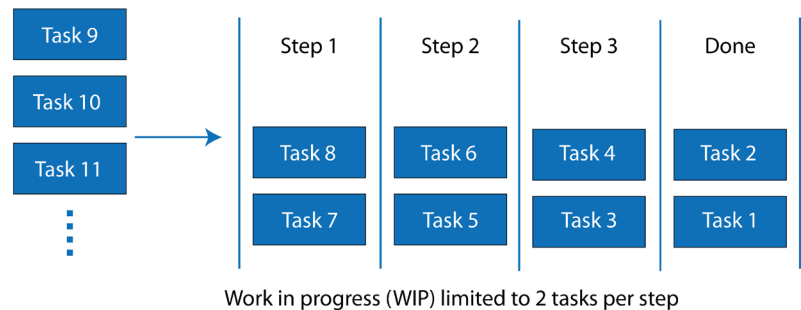 Task 9
Task 10
Task 11
Step 1
Step 2
Step 3
Done
Task 8
Task 6
Task 4
Task 2
Task 7
Task 5
Task 3
Task 1
Work in progress (WIP) limited to 2 tasks per step